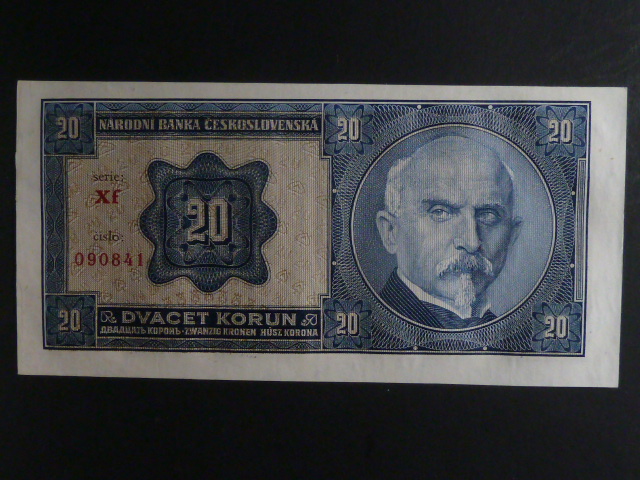 20 NÁRODNÍ BANKA ČESKOSLOVENSKÁ 20 20
serie:
Xf
20
číslo:
090841
20 DVACET KORUN 20 20
ДВАДЦАТЬ КОРОНЪ · ZWANZIG KRONEN HÚSZ KORONA